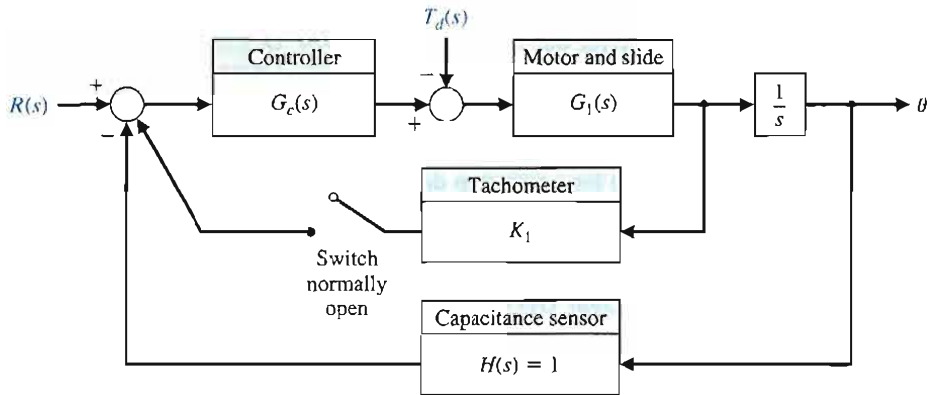 T_d(s)
Controller
Motor and slide
R(s)
+
−
G_c(s)
+
−
G_1(s)
1/s
θ
Tachometer
K_1
Switch
normally
open
Capacitance sensor
H(s) = 1